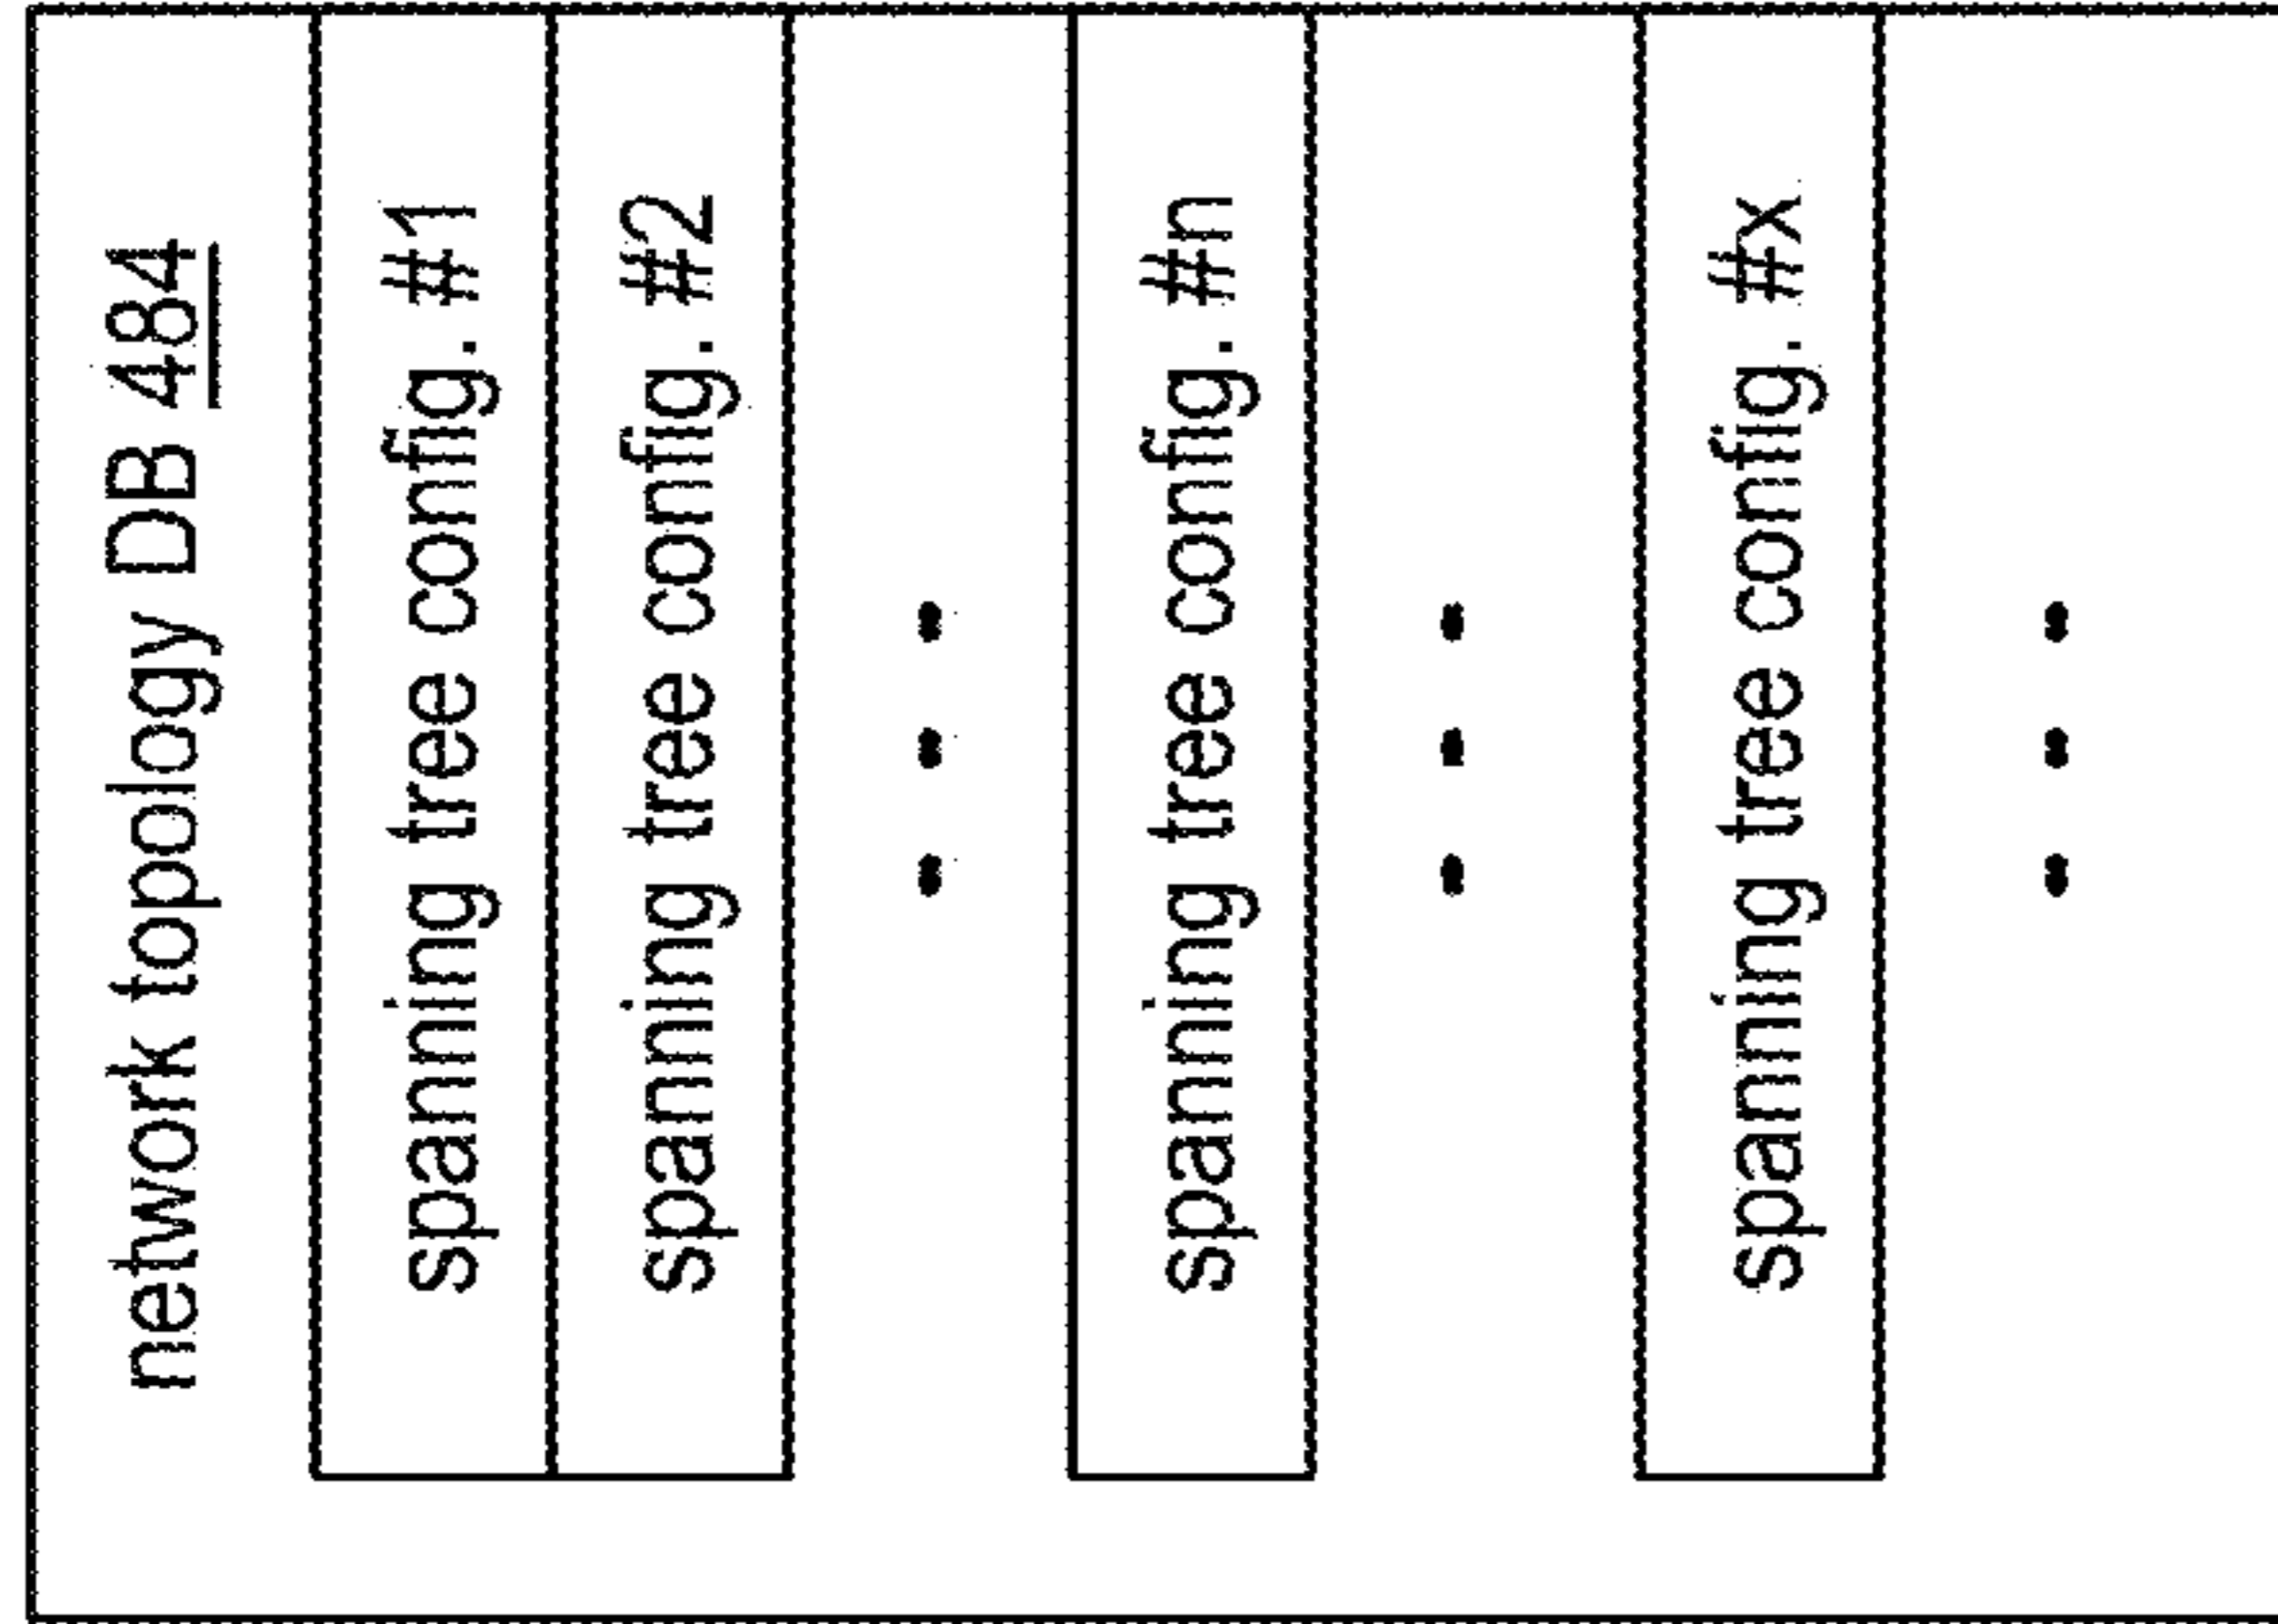 network topology DB 484
spanning tree config. #1
spanning tree config. #2
• • •
spanning tree config. #n
• • •
spanning tree config. #x
• • •